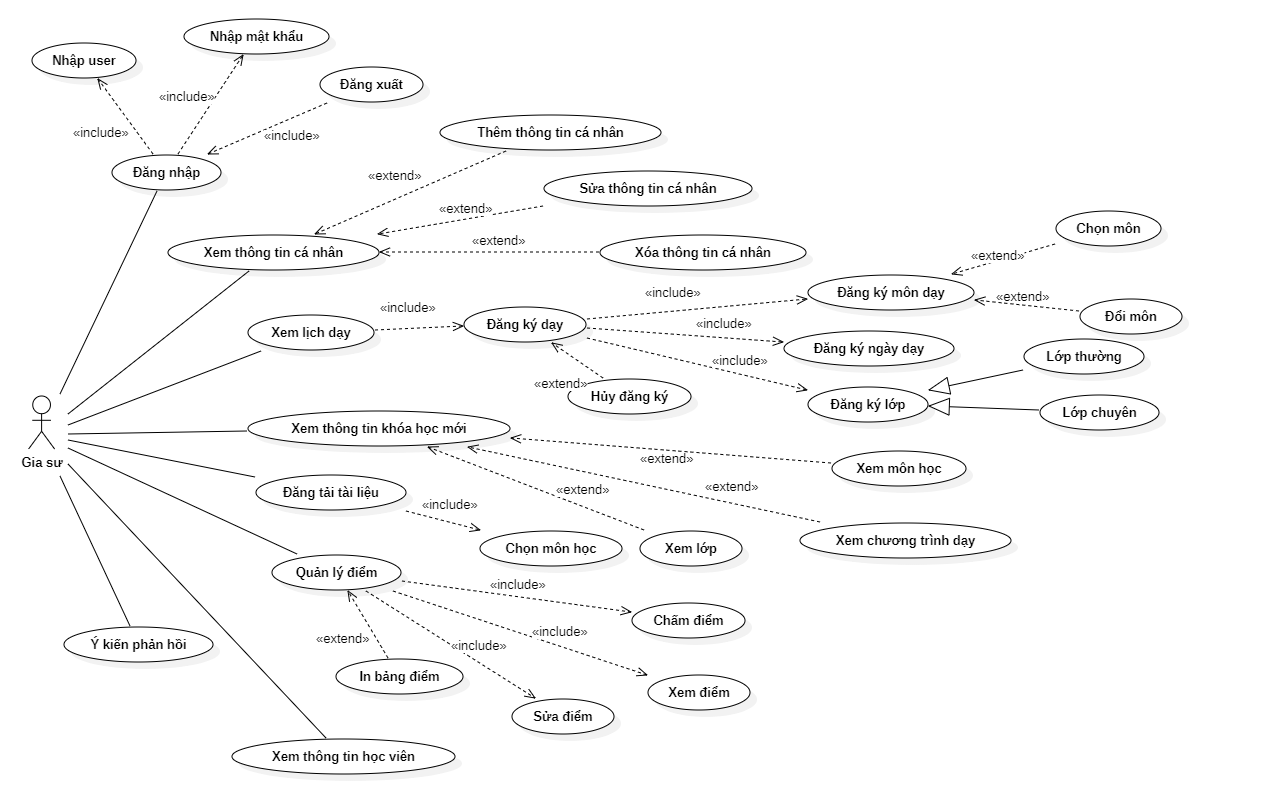 Nhập mật khẩu
Nhập user
Đăng xuất
«include»
«include»
«include»
Thêm thông tin cá nhân
Đăng nhập
«extend»
Sửa thông tin cá nhân
«extend»
Chọn môn
«extend»
Xem thông tin cá nhân
Xóa thông tin cá nhân
«extend»
«include»
Đăng ký môn dạy
«extend»
«include»
Đổi môn
Xem lịch dạy
Đăng ký dạy
«include»
Đăng ký ngày dạy
Lớp thường
«include»
«extend»
Hủy đăng ký
Đăng ký lớp
Lớp chuyên
Xem thông tin khóa học mới
Gia sư
«extend»
Xem môn học
Đăng tải tài liệu
«extend»
«extend»
«include»
Xem chương trình dạy
Chọn môn học
Xem lớp
Quản lý điểm
«include»
Chấm điểm
«include»
«extend»
«include»
Ý kiến phản hồi
In bảng điểm
Xem điểm
Sửa điểm
Xem thông tin học viên